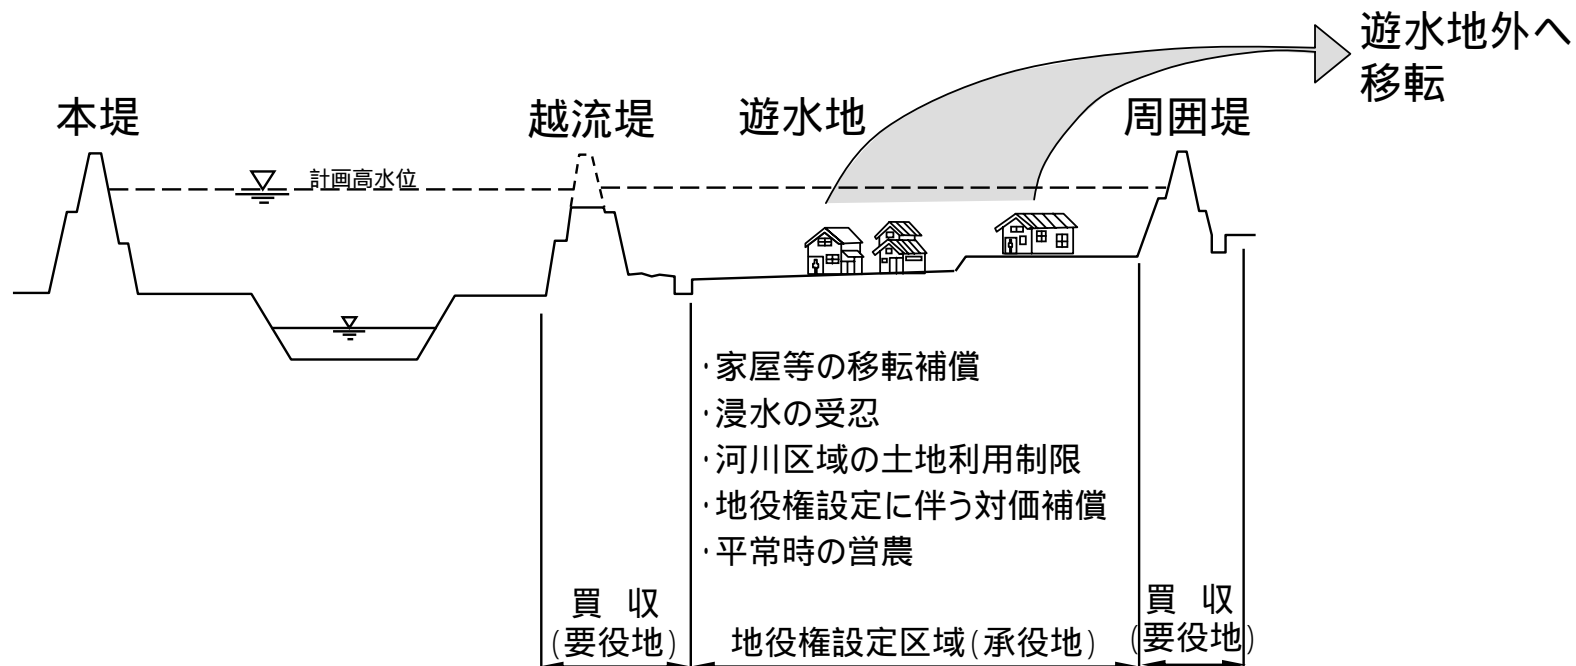 遊水地外へ
移転
本堤
越流堤
遊水地
周囲堤
計画高水位
・家屋等の移転補償
・浸水の受忍
・河川区域の土地利用制限
・地役権設定に伴う対価補償
・平常時の営農
買 収
(要役地)
地役権設定区域(承役地)
買 収
(要役地)